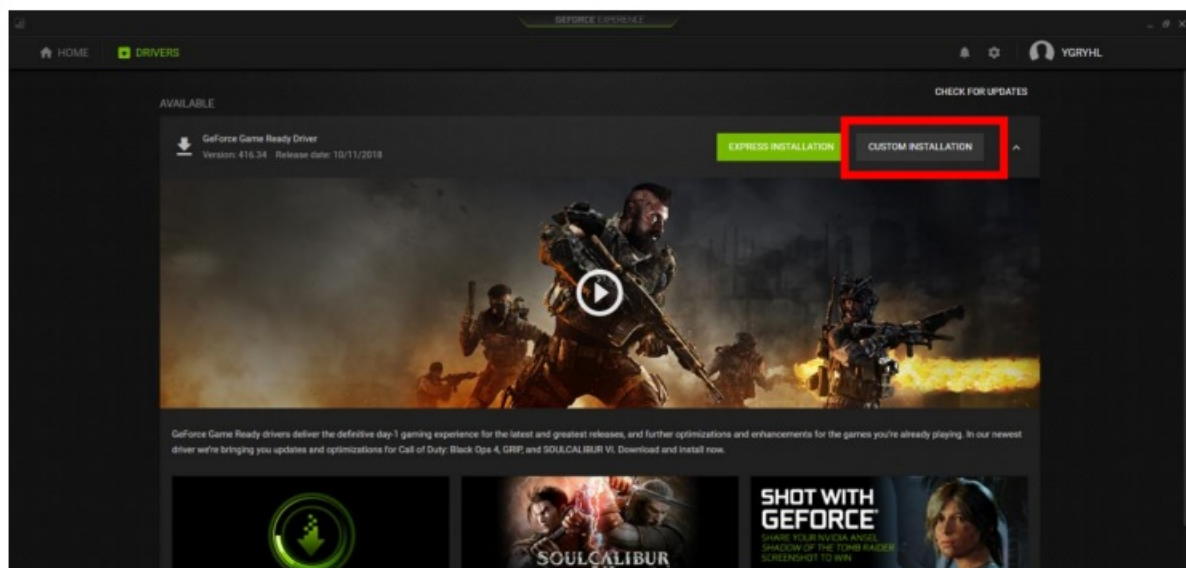 GEFORCE EXPERIENCE
HOME
DRIVERS
YGRYHL
CHECK FOR UPDATES
AVAILABLE
GeForce Game Ready Driver
Version: 416.34 Release date: 10/11/2018
EXPRESS INSTALLATION
CUSTOM INSTALLATION
GeForce Game Ready drivers deliver the definitive day-1 gaming experience for the latest and greatest releases, and further optimizations and enhancements for the games you're already playing. In our newest
driver we're bringing you updates and optimizations for Call of Duty: Black Ops 4, GRIP, and SOULCALIBUR VI. Download and install now.
SOULCALIBUR
SHOT WITH
GEFORCE
SHARE YOUR NVIDIA ANSEL
SHADOW OF THE TOMB RAIDER
SCREENSHOT TO WIN